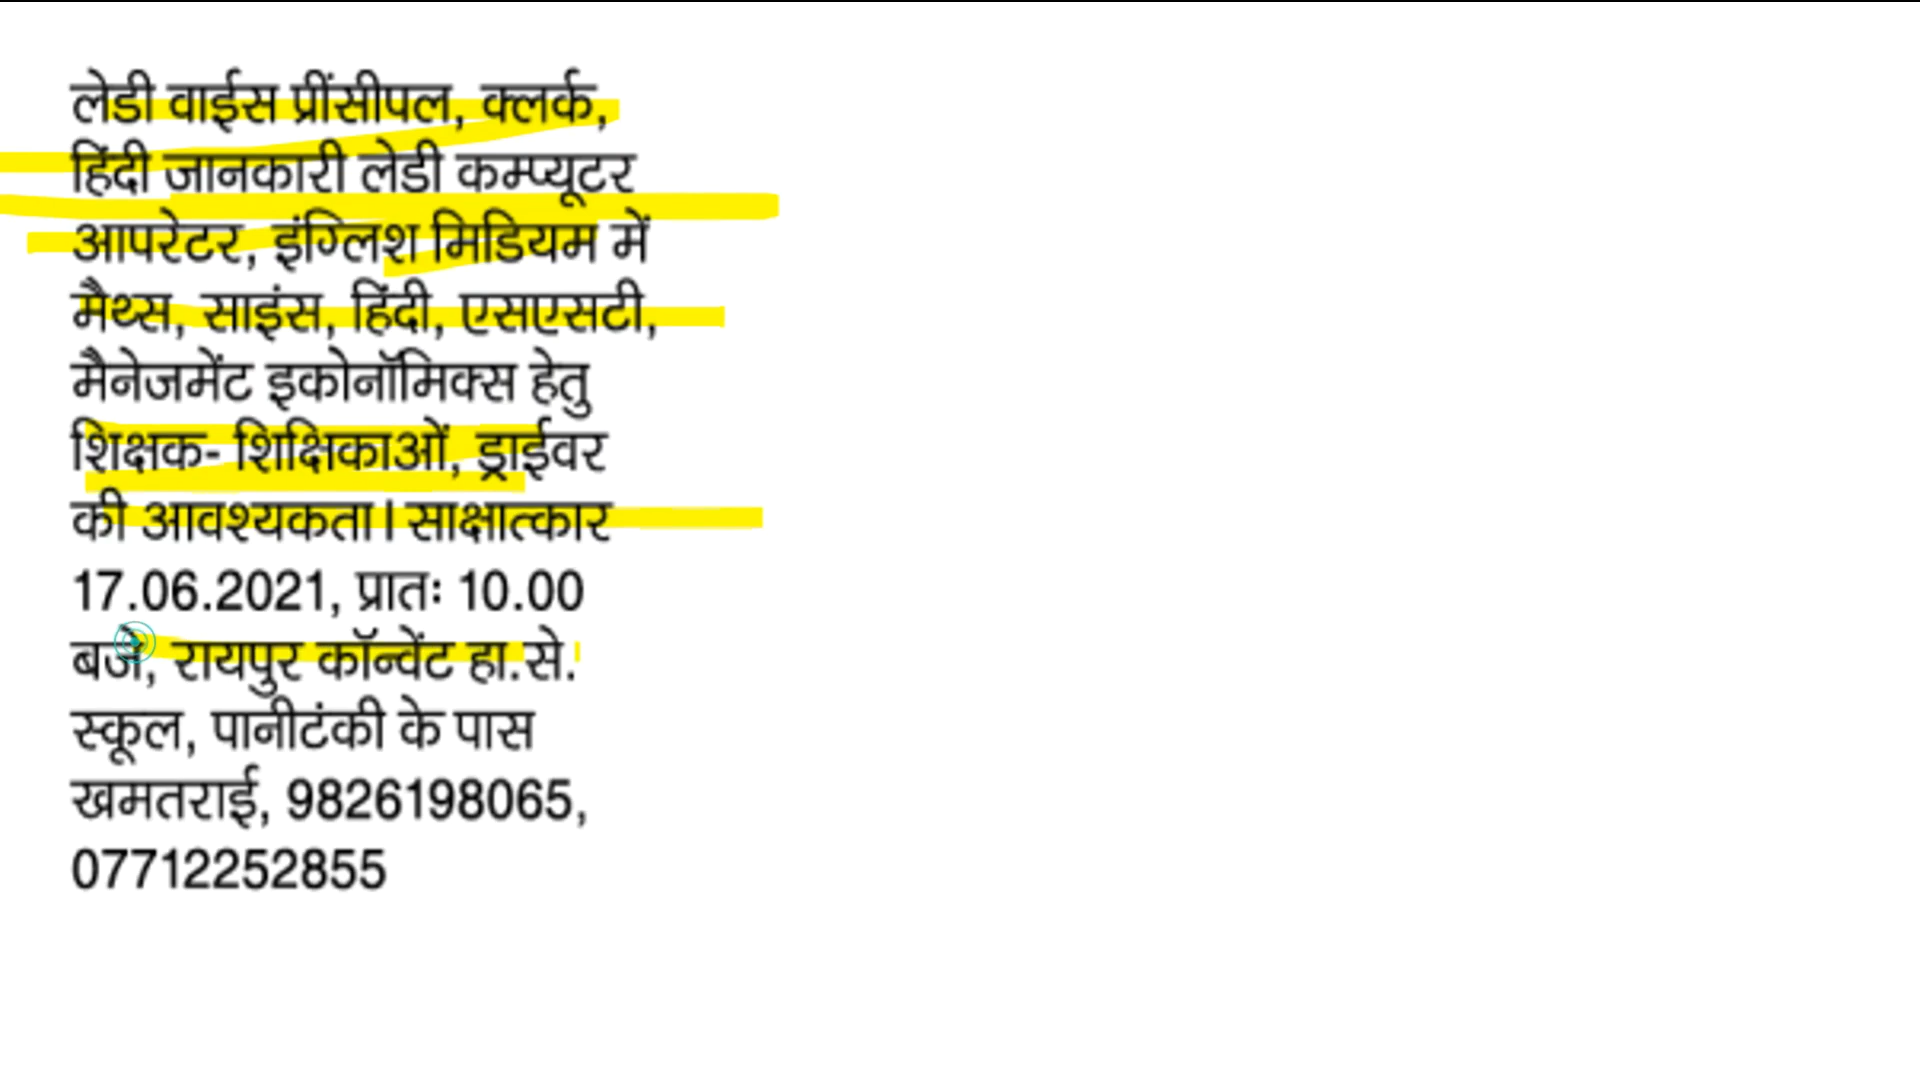 लेडी वाईस प्रींसीपल, क्लर्क,
हिंदी जानकारी लेडी कम्प्यूटर
आपरेटर, इंग्लिश मिडियम में
मैथ्स, साइंस, हिंदी, एसएसटी,
मैनेजमेंट इकोनॉमिक्स हेतु
शिक्षक- शिक्षिकाओं, ड्राईवर
की आवश्यकता। साक्षात्कार
17.06.2021, प्रातः 10.00
बजे, रायपुर कॉन्वेंट हा.से.
स्कूल, पानीटंकी के पास
खमतराई, 9826198065,
07712252855